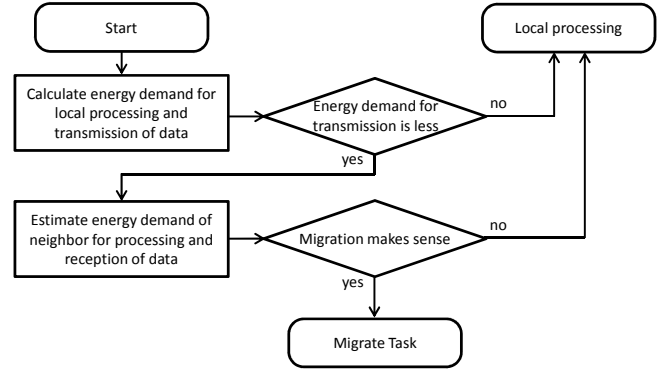 Start
Local processing
Calculate energy demand for
local processing and
transmission of data
Energy demand for
transmission is less
no
yes
Estimate energy demand of
neighbor for processing and
reception of data
Migration makes sense
no
yes
Migrate Task